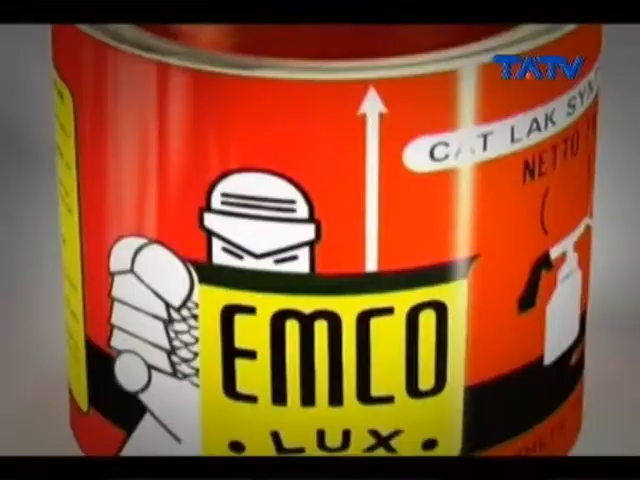 TATV
CAT LAK SYN
NETTO
EMCO
• LUX •